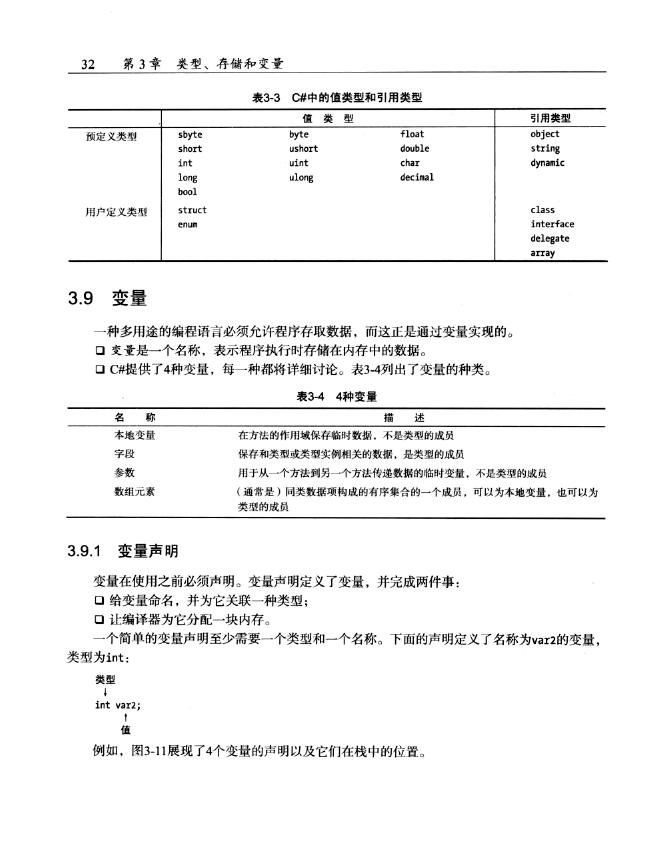 32 第3章 类型、存储和变量
表3-3 C#中的值类型和引用类型
值 类 型 引用类型
预定义类型 sbyte byte float object
short ushort double string
int uint char dynamic
long ulong decimal
bool
用户定义类型 struct class
enum interface
delegate
array
3.9 变量
一种多用途的编程语言必须允许程序存取数据，而这正是通过变量实现的。
❑ 变量是一个名称，表示程序执行时存储在内存中的数据。
❑ C#提供了4种变量，每一种都将详细讨论。表3-4列出了变量的种类。
表3-4 4种变量
名 称 描 述
本地变量 在方法的作用域保存临时数据，不是类型的成员
字段 保存和类型或类型实例相关的数据，是类型的成员
参数 用于从一个方法到另一个方法传递数据的临时变量，不是类型的成员
数组元素 （通常是）同类数据项构成的有序集合的一个成员，可以为本地变量，也可以为
类型的成员
3.9.1 变量声明
变量在使用之前必须声明。变量声明定义了变量，并完成两件事：
❑ 给变量命名，并为它关联一种类型；
❑ 让编译器为它分配一块内存。
一个简单的变量声明至少需要一个类型和一个名称。下面的声明定义了名称为var2的变量，
类型为int：
类型
↓
int var2;
↑
值
例如，图3-11展现了4个变量的声明以及它们在栈中的位置。